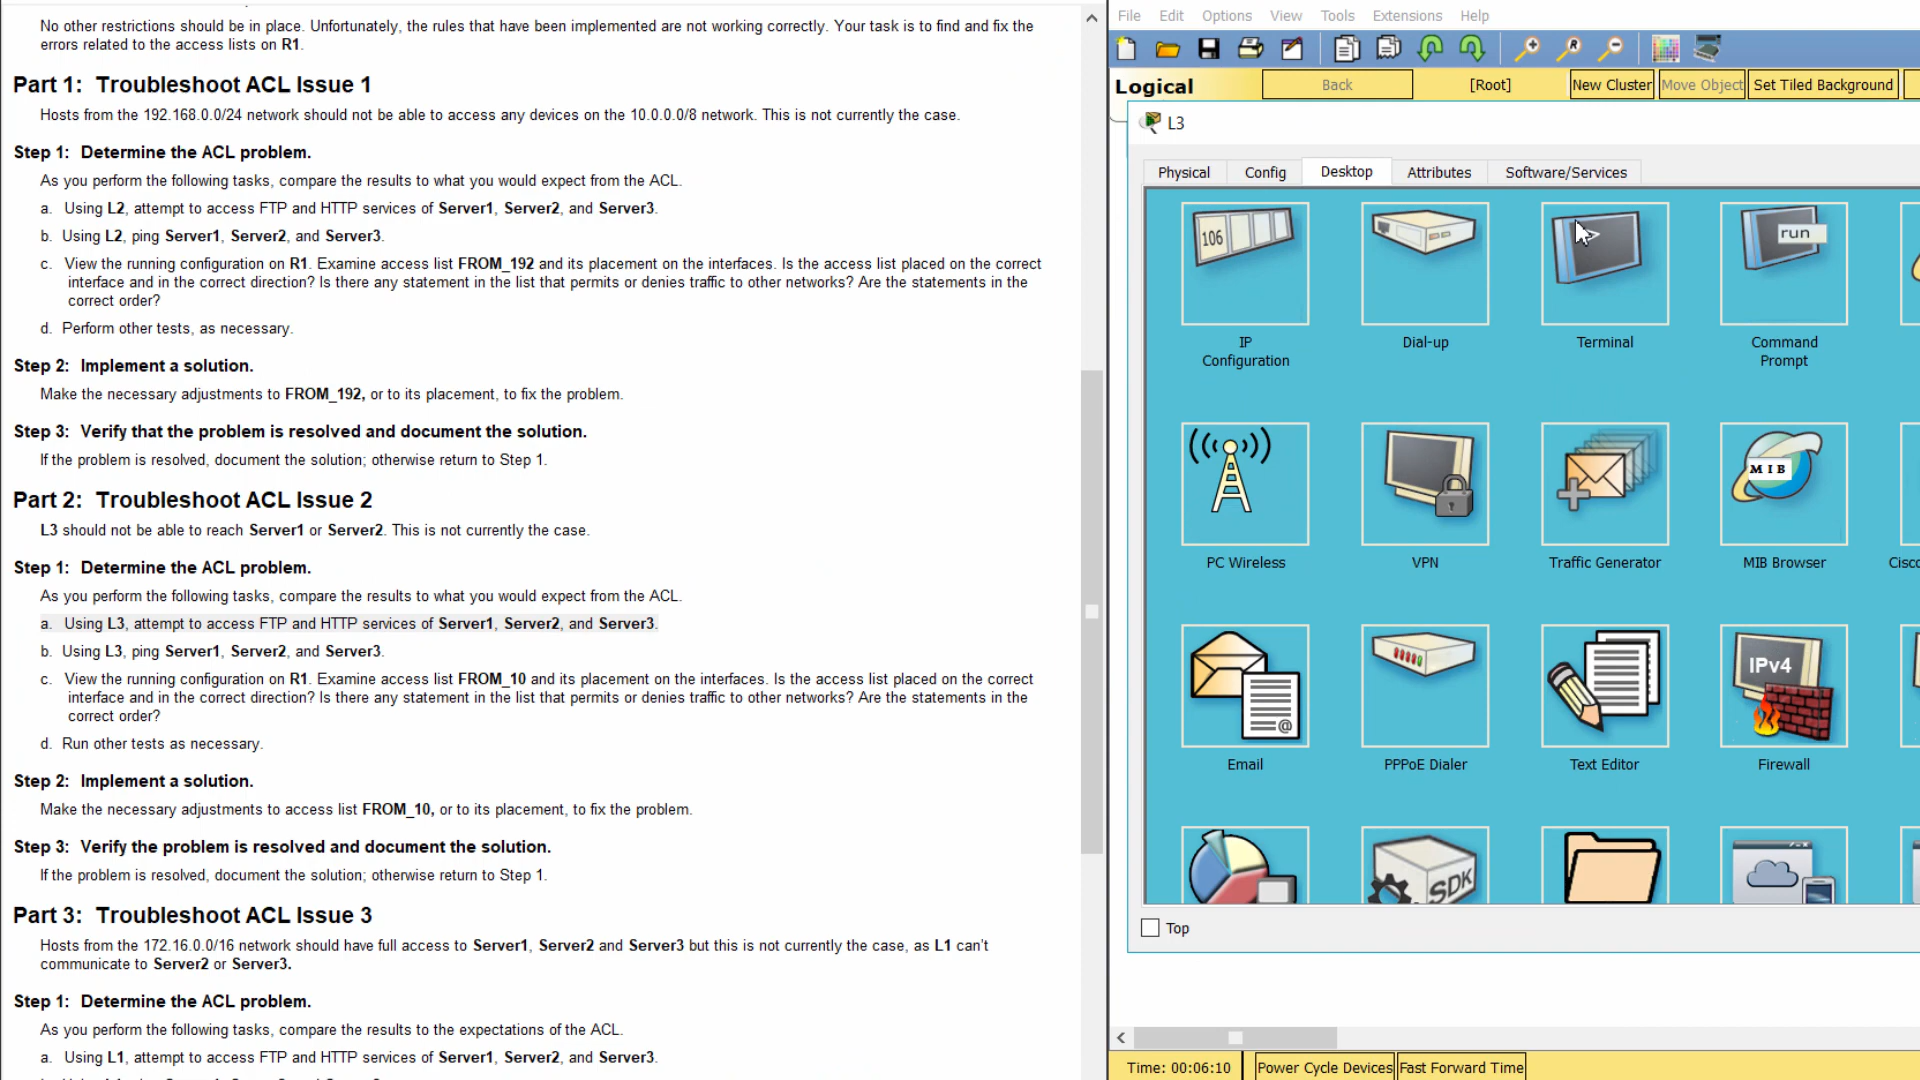 No other restrictions should be in place. Unfortunately, the rules that have been implemented are not working correctly. Your task is to find and fix the
errors related to the access lists on R1.
Part 1: Troubleshoot ACL Issue 1
Hosts from the 192.168.0.0/24 network should not be able to access any devices on the 10.0.0.0/8 network. This is not currently the case.
Step 1: Determine the ACL problem.
As you perform the following tasks, compare the results to what you would expect from the ACL.
a. Using L2, attempt to access FTP and HTTP services of Server1, Server2, and Server3.
b. Using L2, ping Server1, Server2, and Server3.
c. View the running configuration on R1. Examine access list FROM_192 and its placement on the interfaces. Is the access list placed on the correct
interface and in the correct direction? Is there any statement in the list that permits or denies traffic to other networks? Are the statements in the
correct order?
d. Perform other tests, as necessary.
Step 2: Implement a solution.
Make the necessary adjustments to FROM_192, or to its placement, to fix the problem.
Step 3: Verify that the problem is resolved and document the solution.
If the problem is resolved, document the solution; otherwise return to Step 1.
Part 2: Troubleshoot ACL Issue 2
L3 should not be able to reach Server1 or Server2. This is not currently the case.
Step 1: Determine the ACL problem.
As you perform the following tasks, compare the results to what you would expect from the ACL.
a. Using L3, attempt to access FTP and HTTP services of Server1, Server2, and Server3.
b. Using L3, ping Server1, Server2, and Server3.
c. View the running configuration on R1. Examine access list FROM_10 and its placement on the interfaces. Is the access list placed on the correct
interface and in the correct direction? Is there any statement in the list that permits or denies traffic to other networks? Are the statements in the
correct order?
d. Run other tests as necessary.
Step 2: Implement a solution.
Make the necessary adjustments to access list FROM_10, or to its placement, to fix the problem.
Step 3: Verify the problem is resolved and document the solution.
If the problem is resolved, document the solution; otherwise return to Step 1.
Part 3: Troubleshoot ACL Issue 3
Hosts from the 172.16.0.0/16 network should have full access to Server1, Server2 and Server3 but this is not currently the case, as L1 can't
communicate to Server2 or Server3.
Step 1: Determine the ACL problem.
As you perform the following tasks, compare the results to the expectations of the ACL.
a. Using L1, attempt to access FTP and HTTP services of Server1, Server2, and Server3.
File Edit Options View Tools Extensions Help
Logical Back [Root] New Cluster Move Object Set Tiled Background
L3
Physical Config Desktop Attributes Software/Services
106 run
IP Configuration
Dial-up
Terminal
Command Prompt
MIB
PC Wireless VPN Traffic Generator MIB Browser
IPv4
@
Email PPPoE Dialer Text Editor Firewall
SDK
Top
Time: 00:06:10 Power Cycle Devices Fast Forward Time